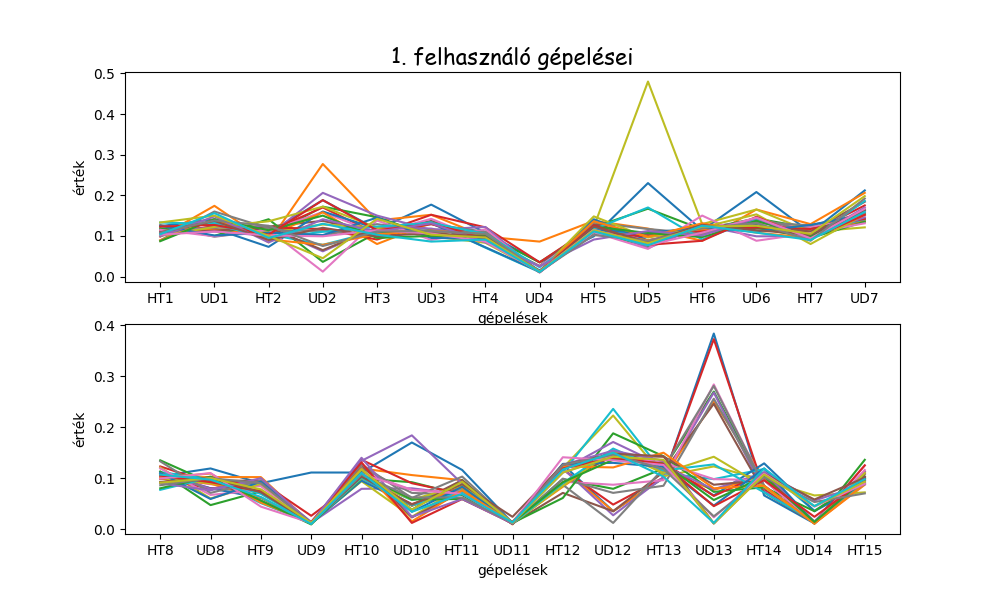 1. felhasználó gépelései
0.5
0.4
0.3
0.2
0.1
0.0
érték
HT1 UD1 HT2 UD2 HT3 UD3 HT4 UD4 HT5 UD5 HT6 UD6 HT7 UD7
gépelések
0.4
0.3
0.2
0.1
0.0
érték
HT8 UD8 HT9 UD9 HT10 UD10 HT11 UD11 HT12 UD12 HT13 UD13 HT14 UD14 HT15
gépelések